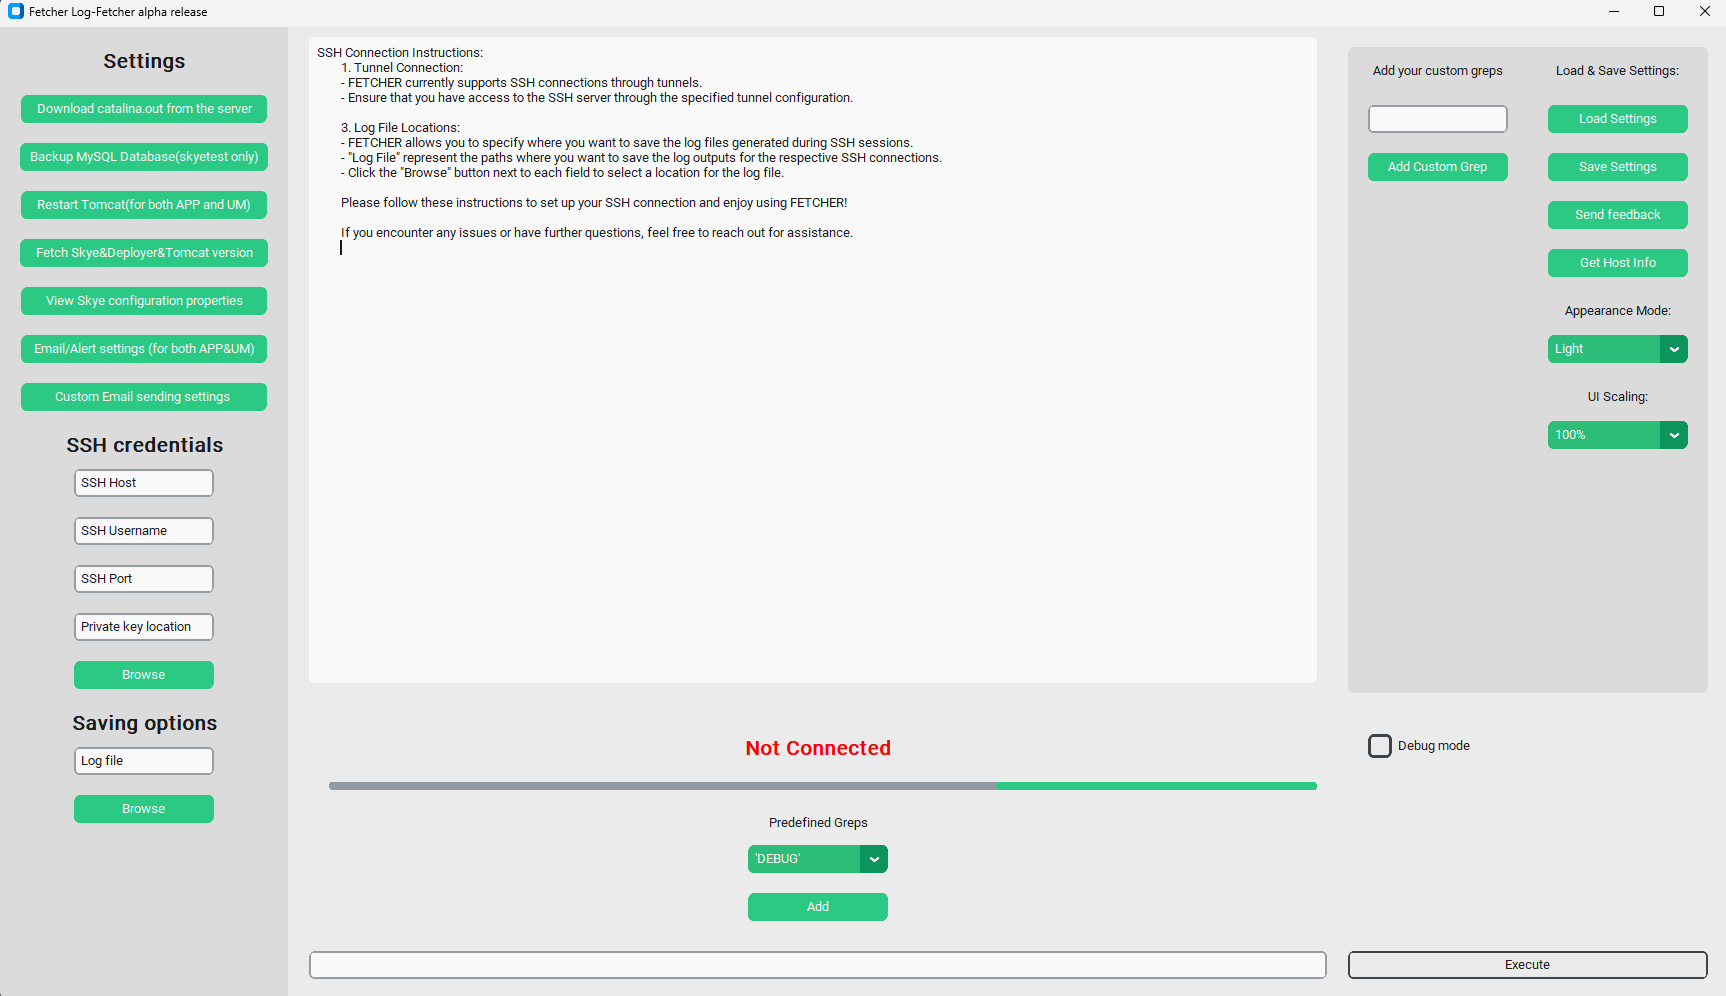 Fetcher Log-Fetcher alpha release
Settings
Download catalina.out from the server
Backup MySQL Database(skyetest only)
Restart Tomcat(for both APP and UM)
Fetch Skye&Deployer&Tomcat version
View Skye configuration properties
Email/Alert settings (for both APP&UM)
Custom Email sending settings
SSH credentials
SSH Host
SSH Username
SSH Port
Private key location
Browse
Saving options
Log file
Browse
SSH Connection Instructions:
1. Tunnel Connection:
- FETCHER currently supports SSH connections through tunnels.
- Ensure that you have access to the SSH server through the specified tunnel configuration.
3. Log File Locations:
- FETCHER allows you to specify where you want to save the log files generated during SSH sessions.
- "Log File" represent the paths where you want to save the log outputs for the respective SSH connections.
- Click the "Browse" button next to each field to select a location for the log file.
Please follow these instructions to set up your SSH connection and enjoy using FETCHER!
If you encounter any issues or have further questions, feel free to reach out for assistance.
Not Connected
Predefined Greps
'DEBUG'
Add
Add your custom greps
Add Custom Grep
Load & Save Settings:
Load Settings
Save Settings
Send feedback
Get Host Info
Appearance Mode:
Light
UI Scaling:
100%
Debug mode
Execute